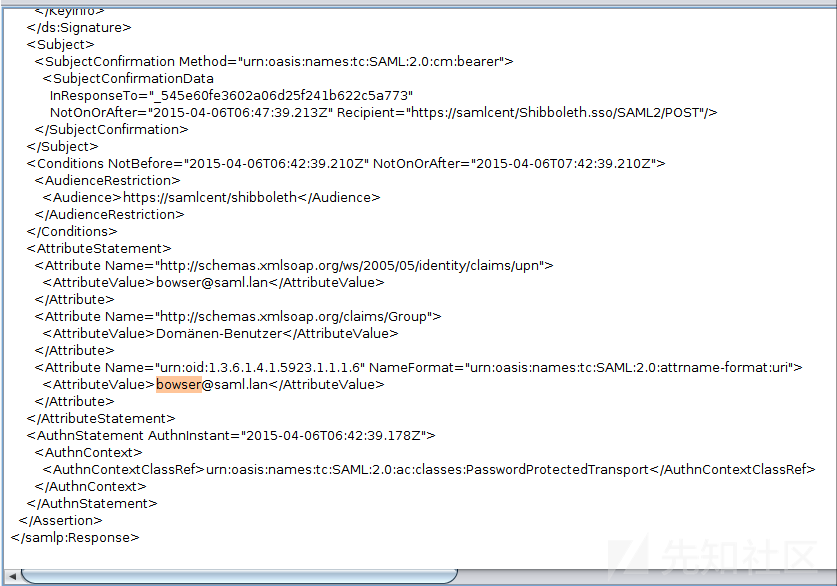 </KeyInfo>
</ds:Signature>
<Subject>
<SubjectConfirmation Method="urn:oasis:names:tc:SAML:2.0:cm:bearer">
<SubjectConfirmationData
InResponseTo="_545e60fe3602a06d25f241b622c5a773"
NotOnOrAfter="2015-04-06T06:47:39.213Z" Recipient="https://samlcent/Shibboleth.sso/SAML2/POST"/>
</SubjectConfirmation>
</Subject>
<Conditions NotBefore="2015-04-06T06:42:39.210Z" NotOnOrAfter="2015-04-06T07:42:39.210Z">
<AudienceRestriction>
<Audience>https://samlcent/shibboleth</Audience>
</AudienceRestriction>
</Conditions>
<AttributeStatement>
<Attribute Name="http://schemas.xmlsoap.org/ws/2005/05/identity/claims/upn">
<AttributeValue>bowser@saml.lan</AttributeValue>
</Attribute>
<Attribute Name="http://schemas.xmlsoap.org/claims/Group">
<AttributeValue>Domänen-Benutzer</AttributeValue>
</Attribute>
<Attribute Name="urn:oid:1.3.6.1.4.1.5923.1.1.1.6" NameFormat="urn:oasis:names:tc:SAML:2.0:attrname-format:uri">
<AttributeValue>bowser@saml.lan</AttributeValue>
</Attribute>
</AttributeStatement>
<AuthnStatement AuthnInstant="2015-04-06T06:42:39.178Z">
<AuthnContext>
<AuthnContextClassRef>urn:oasis:names:tc:SAML:2.0:ac:classes:PasswordProtectedTransport</AuthnContextClassRef>
</AuthnContext>
</AuthnStatement>
</Assertion>
</samlp:Response>
先知社区